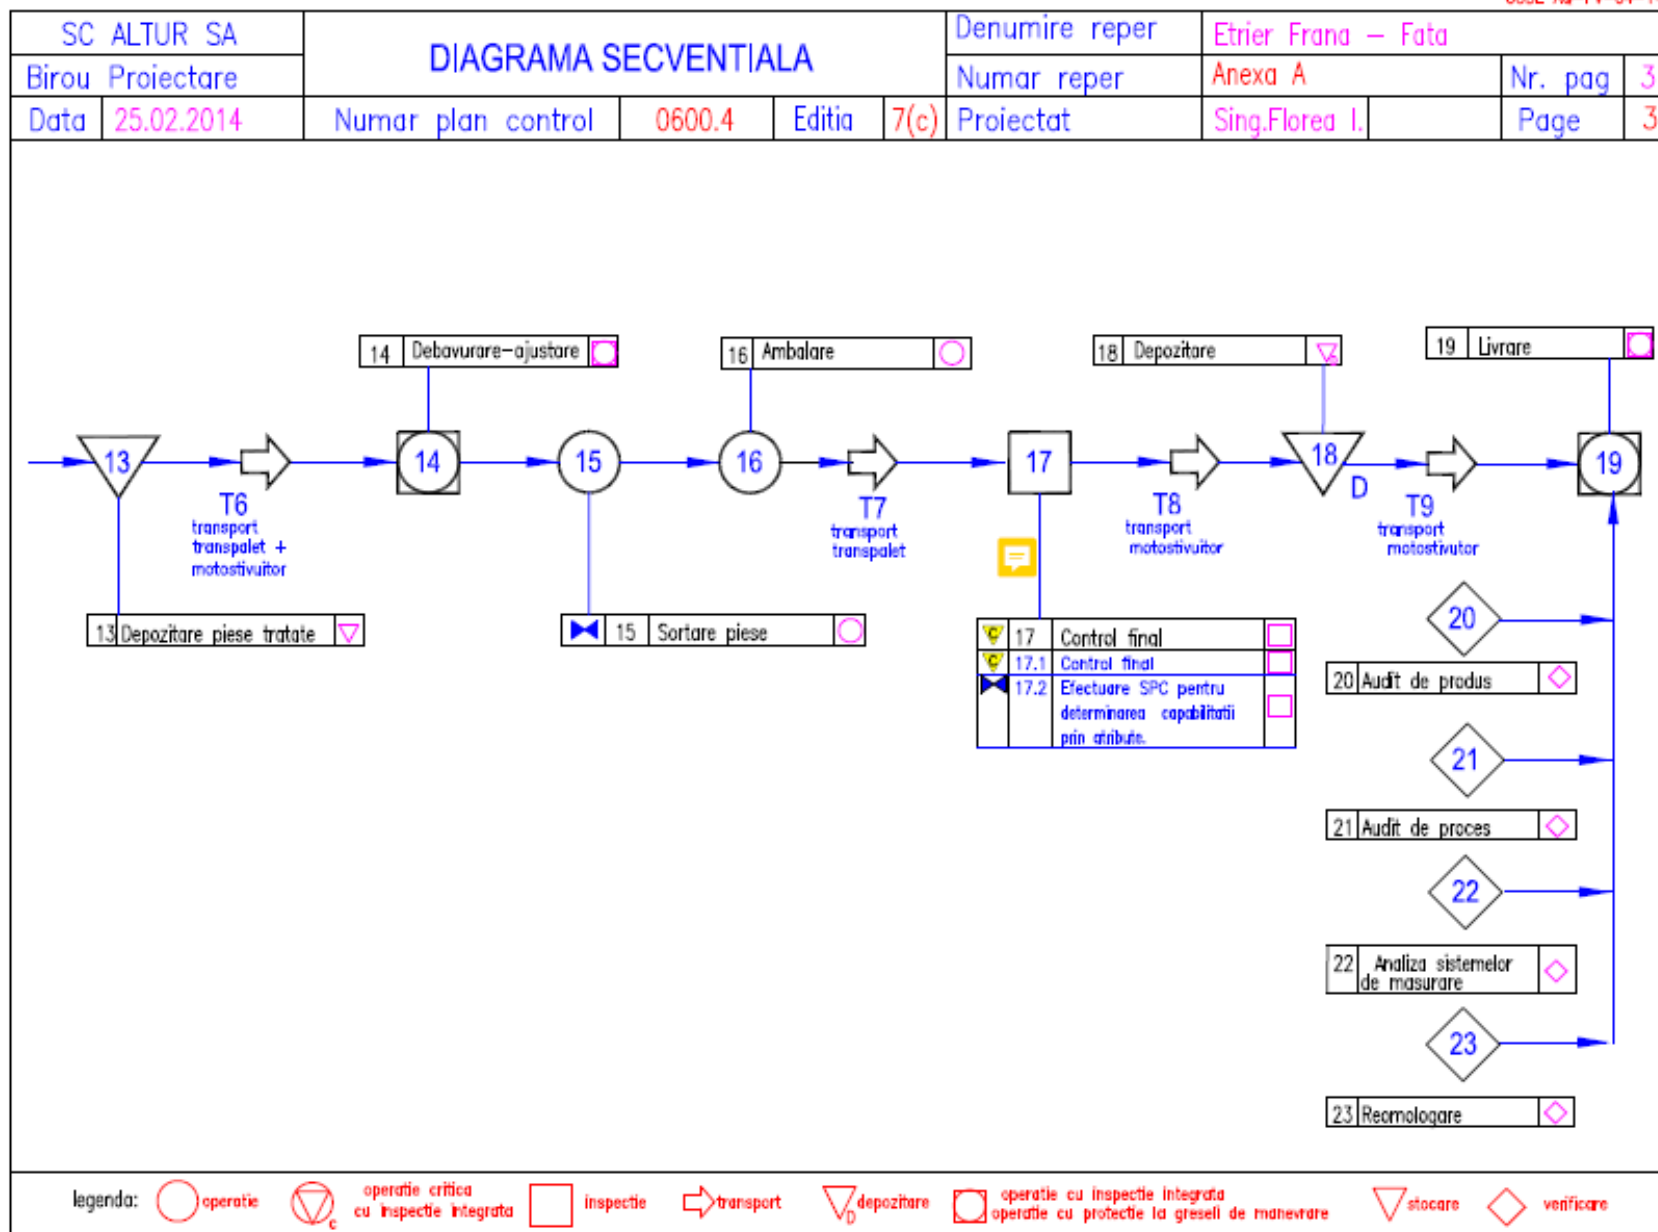 SC ALTUR SA
DIAGRAMA SECVENTIALA
Denumire reper
Etrier Frana – Fata
Birou Proiectare
Numar reper
Anexa A
Nr. pag
3
Data
25.02.2014
Numar plan control
0600.4
Editia
7(c)
Proiectat
Sing.Florea I.
Page
3
14 Debavurare-ajustare
16 Ambalare
18 Depozitare
19 Livrare
13
14
15
16
17
18
D
19
T6
transport
transpalet +
motostivuitor
T7
transport
transpalet
T8
transport
motostivuitor
T9
transport
motostivutor
13 Depozitare piese tratate
15 Sortare piese
C 17 Control final
C 17.1 Control final
17.2 Efectuare SPC pentru
determinarea capabilitatii
prin atribute.
20
20 Audit de produs
21
21 Audit de proces
22
22 Analiza sistemelor
de masurare
23
23 Reomologare
legenda:
operatie
operatie critica
cu inspectie integrata
C
inspectie
transport
D
depozitare
operatie cu inspectie integrata
operatie cu protectie la greseli de manevrare
stocare
verificare